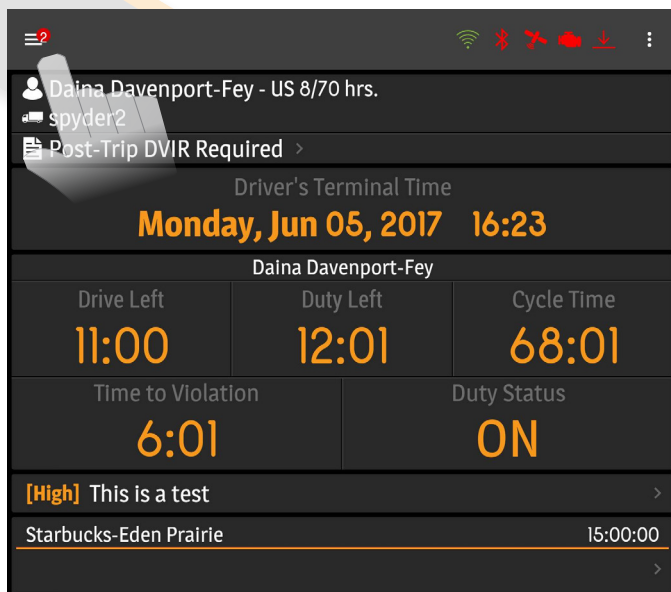 2
Daina Davenport-Fey - US 8/70 hrs.
spyder2
Post-Trip DVIR Required >
Driver's Terminal Time
Monday, Jun 05, 2017 16:23
Daina Davenport-Fey
Drive Left Duty Left Cycle Time
11:00 12:01 68:01
Time to Violation Duty Status
6:01 ON
[High] This is a test >
Starbucks-Eden Prairie 15:00:00
>